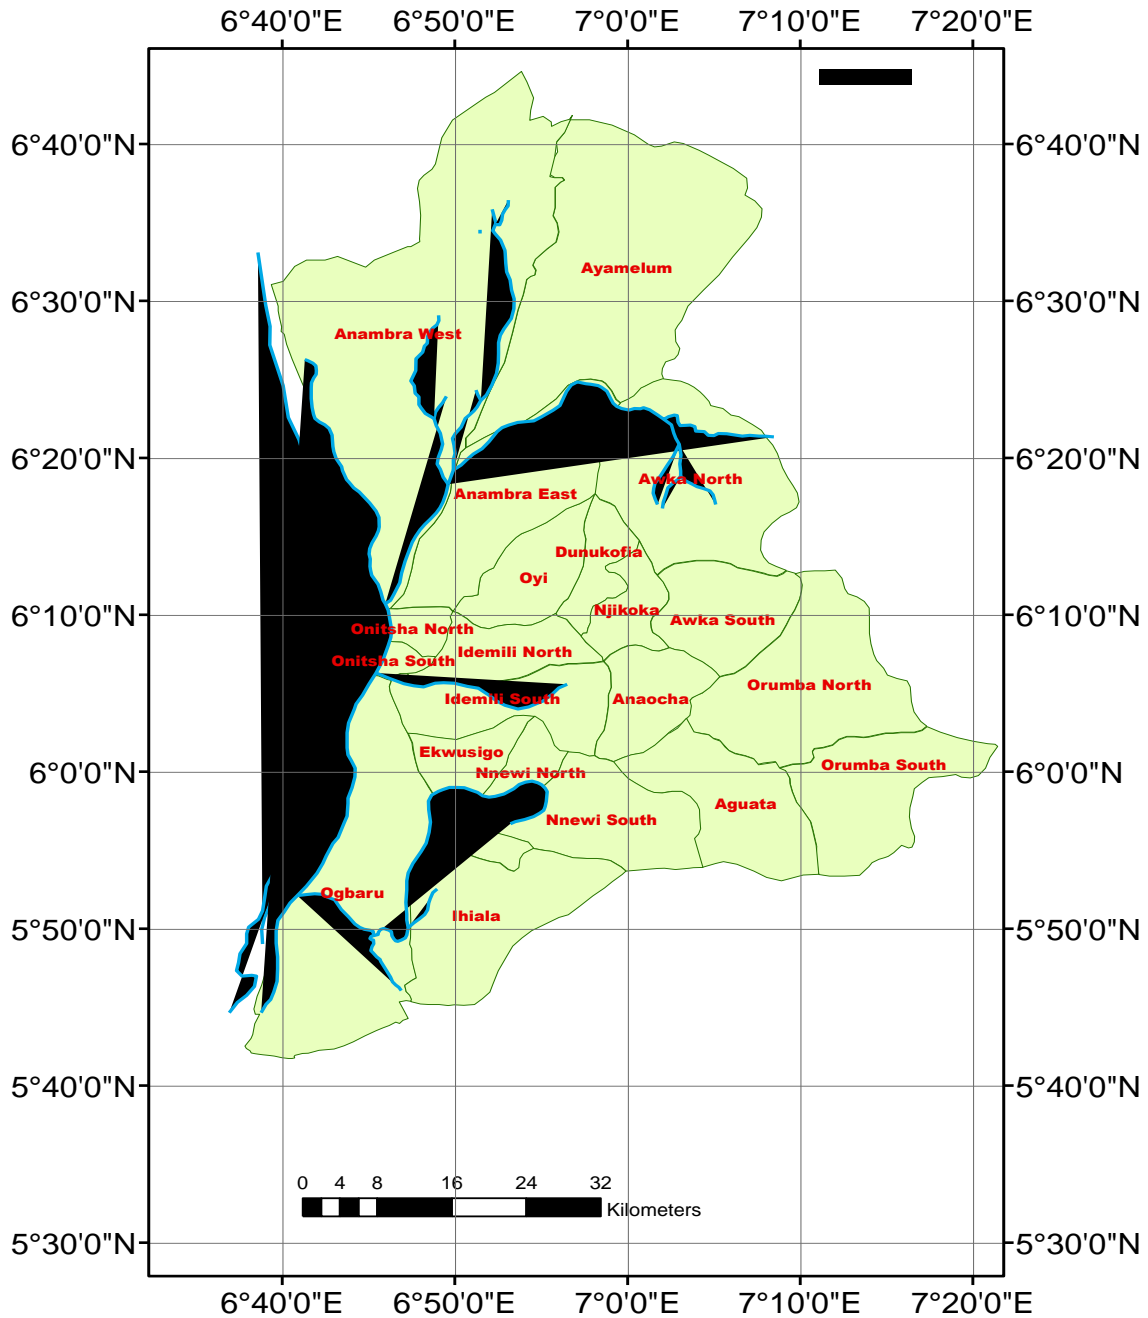 6°40'0"E 6°50'0"E 7°0'0"E 7°10'0"E 7°20'0"E
6°40'0"N 6°40'0"N
Ayamelum
6°30'0"N 6°30'0"N
Anambra West
6°20'0"N 6°20'0"N
Awka North
Anambra East
Dunukofia
Oyi
Njikoka
6°10'0"N 6°10'0"N
Awka South
Onitsha North
Idemili North
Onitsha South
Orumba North
Idemili South
Anaocha
Ekwusigo
Orumba South
6°0'0"N 6°0'0"N
Nnewi North
Aguata
Nnewi South
Ogbaru
Ihiala
5°50'0"N 5°50'0"N
5°40'0"N 5°40'0"N
0 4 8 16 24 32
Kilometers
5°30'0"N 5°30'0"N
6°40'0"E 6°50'0"E 7°0'0"E 7°10'0"E 7°20'0"E